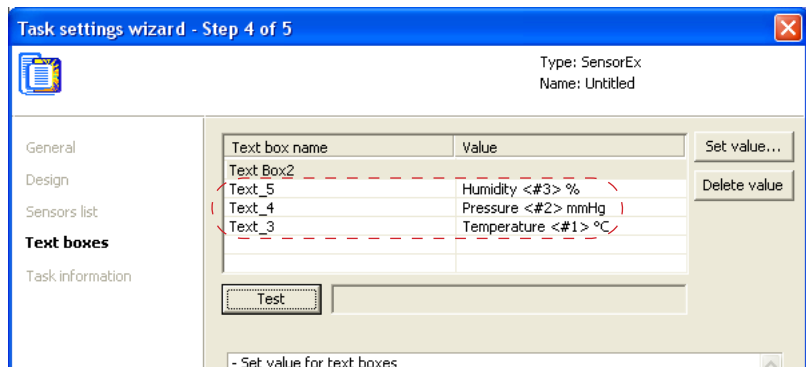 Task settings wizard - Step 4 of 5
Type: SensorEx
Name: Untitled
General
Design
Sensors list
Text boxes
Task information
Text box name Value
Text Box2
Text_5 Humidity <#3> %
Text_4 Pressure <#2> mmHg
Text_3 Temperature <#1> °C
Set value...
Delete value
Test
- Set value for text boxes